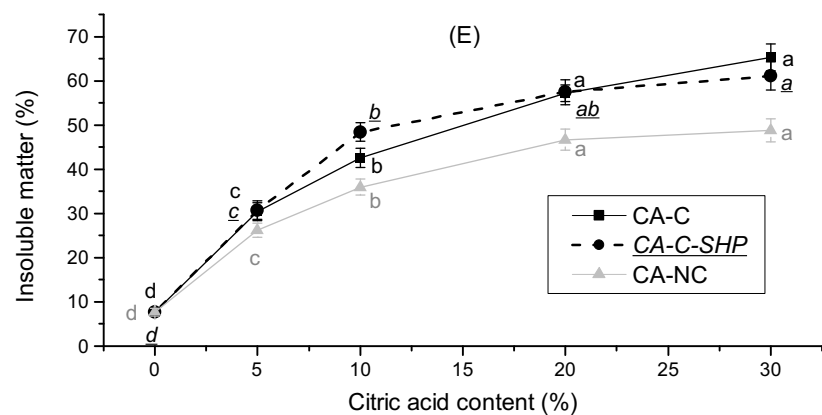 (E)
Insoluble matter (%)
70
60
50
40
30
20
10
0
d
d
d
c
c
c
b
b
b
a
ab
a
a
a
a
CA-C
CA-C-SHP
CA-NC
0 5 10 15 20 25 30
Citric acid content (%)